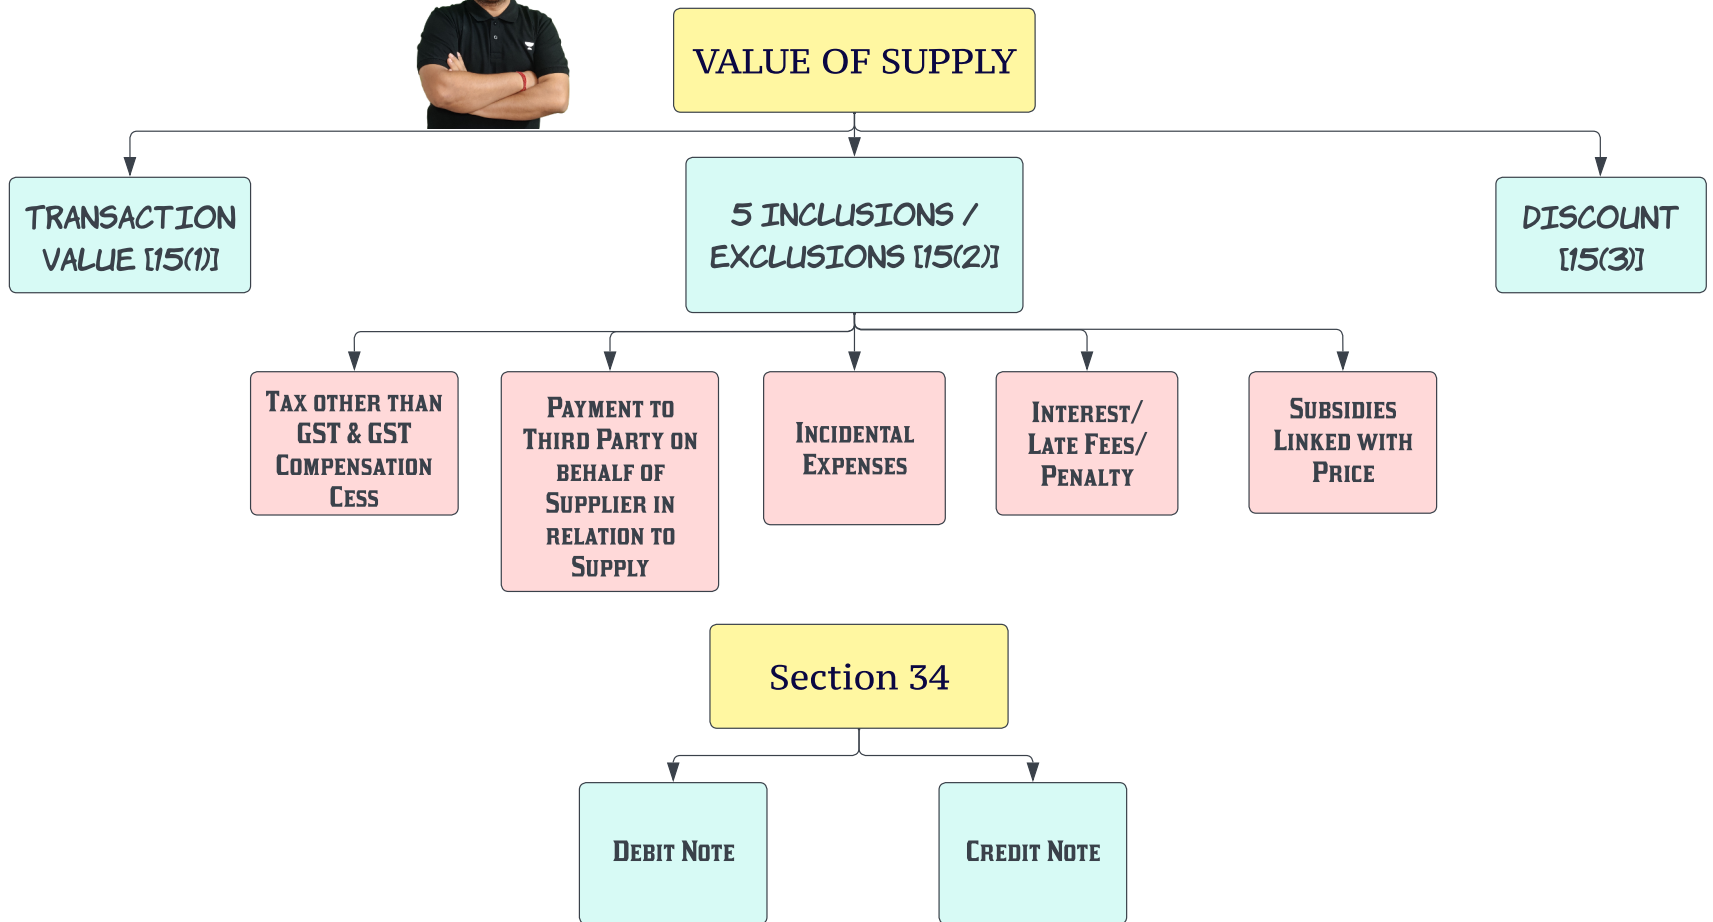 VALUE OF SUPPLY
TRANSACTION
VALUE [15(1)]
5 INCLUSIONS /
EXCLUSIONS [15(2)]
DISCOUNT
[15(3)]
Tax other than
GST & GST
Compensation
Cess
Payment to
Third Party on
behalf of
Supplier in
relation to
Supply
Incidental
Expenses
Interest/
Late Fees/
Penalty
Subsidies
Linked with
Price
Section 34
Debit Note
Credit Note